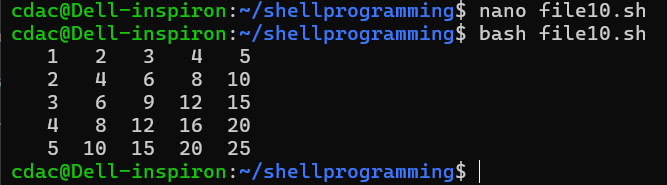 cdac@Dell-inspiron:~/shellprogramming$ nano file10.sh
cdac@Dell-inspiron:~/shellprogramming$ bash file10.sh
   1   2   3   4   5
   2   4   6   8  10
   3   6   9  12  15
   4   8  12  16  20
   5  10  15  20  25
cdac@Dell-inspiron:~/shellprogramming$